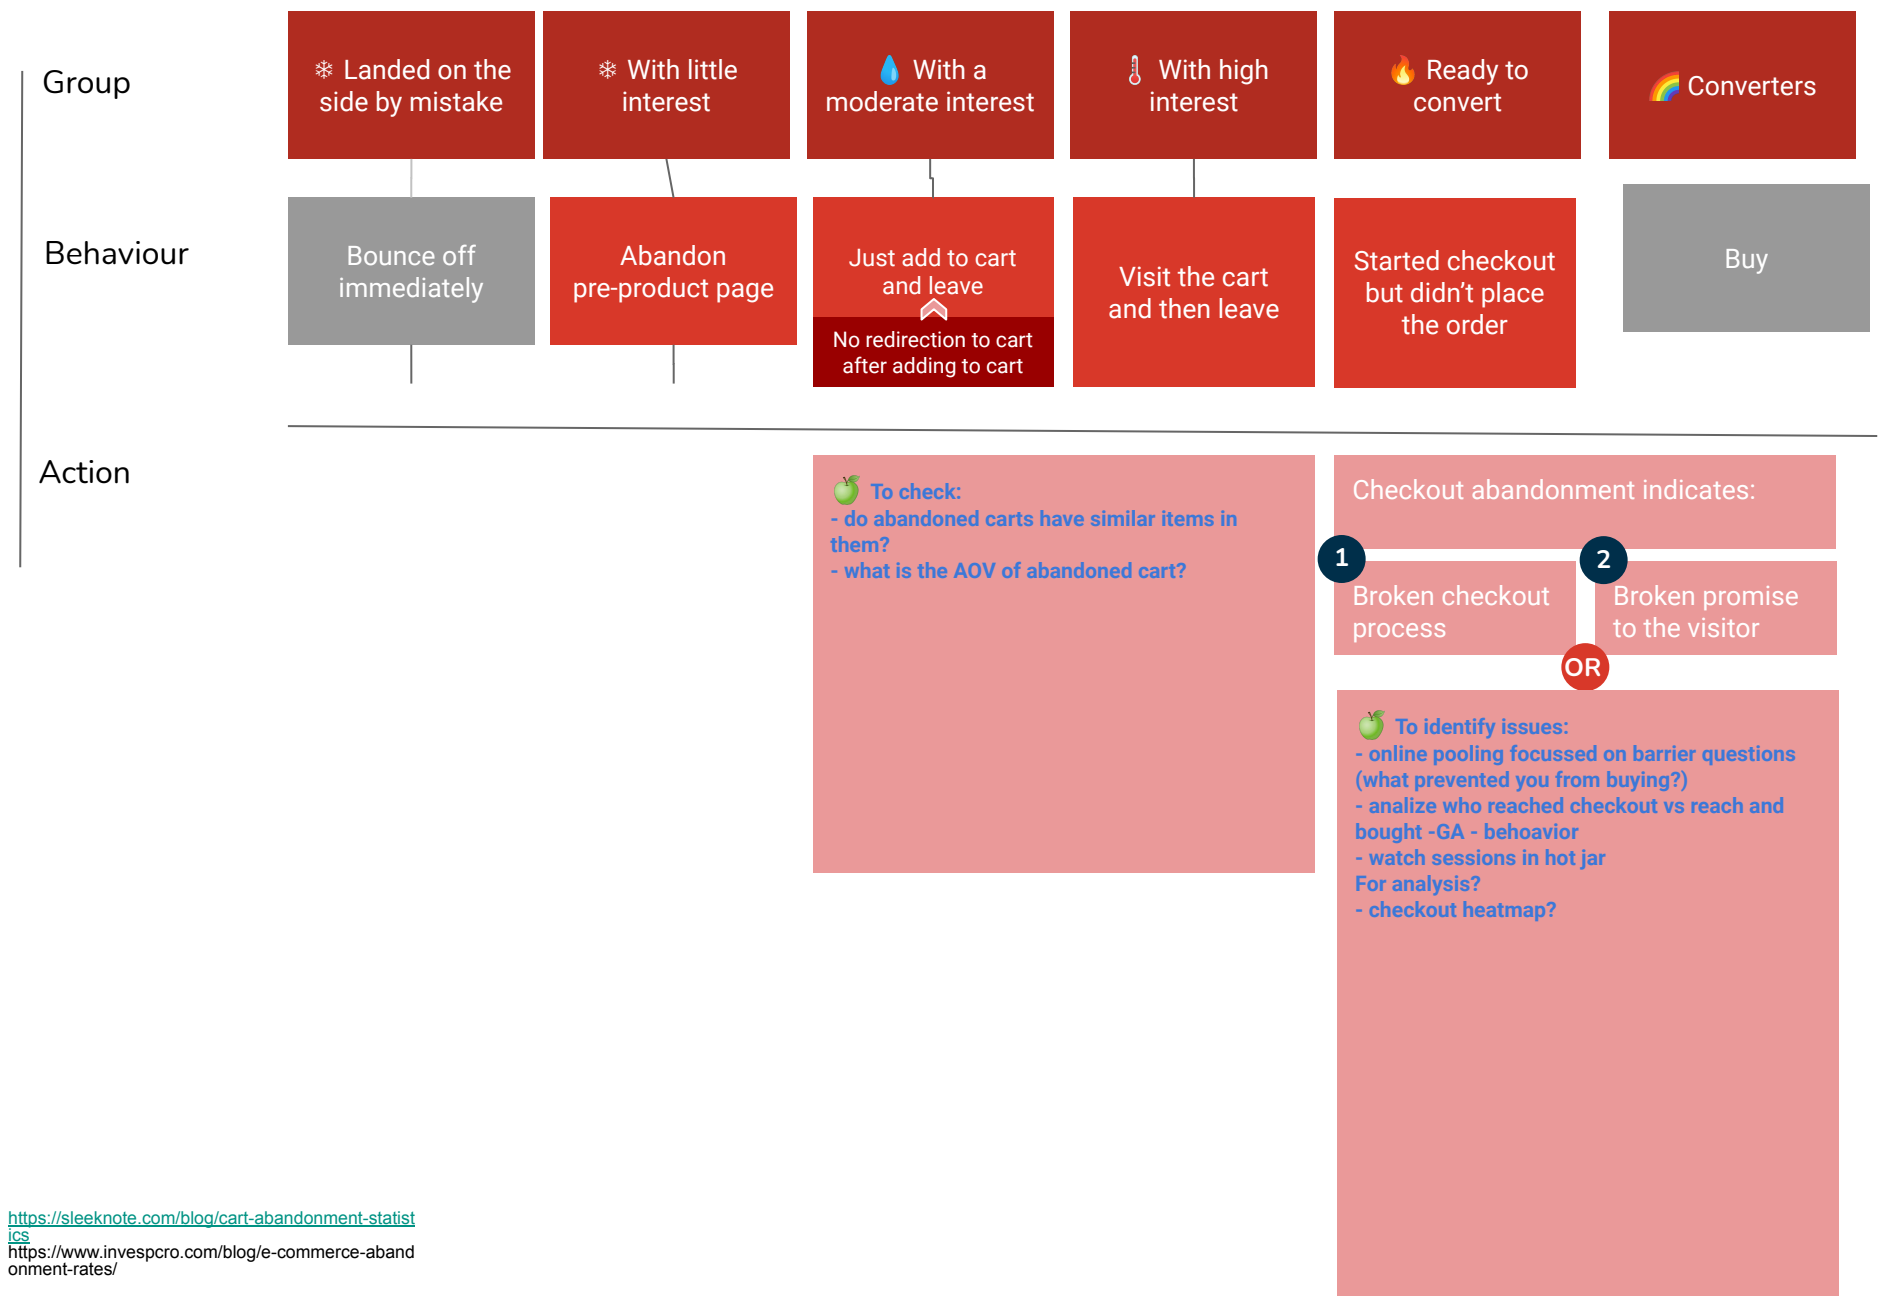 Group
❄ Landed on the
side by mistake
❄ With little
interest
💧 With a
moderate interest
🌡 With high
interest
🔥 Ready to
convert
🌈 Converters
Behaviour
Bounce off
immediately
Abandon
pre-product page
Just add to cart
and leave
No redirection to cart
after adding to cart
Visit the cart
and then leave
Started checkout
but didn't place
the order
Buy
Action
🍏 To check:
- do abandoned carts have similar items in
them?
- what is the AOV of abandoned cart?
Checkout abandonment indicates:
1
Broken checkout
process
2
Broken promise
to the visitor
OR
🍏 To identify issues:
- online pooling focussed on barrier questions
(what prevented you from buying?)
- analize who reached checkout vs reach and
bought -GA - behoavior
- watch sessions in hot jar
For analysis?
- checkout heatmap?
https://sleeknote.com/blog/cart-abandonment-statist
ics
https://www.invespcro.com/blog/e-commerce-aband
onment-rates/